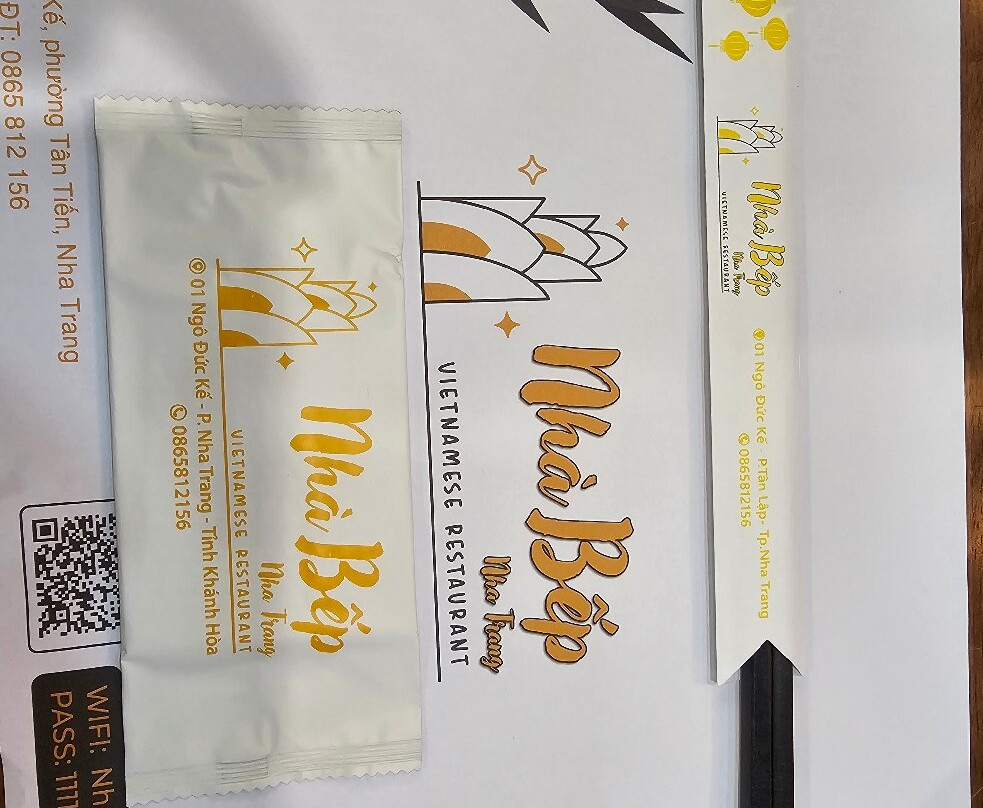 Nhà Bếp
Nha Trang
VIETNAMESE RESTAURANT
01 Ngô Đức Kế - P.Tân Lập- Tp.Nha Trang
0865812156
Nhà Bếp
Nha Trang
VIETNAMESE RESTAURANT
Nhà Bếp
Nha Trang
VIETNAMESE RESTAURANT
01 Ngô Đức Kế - P. Nha Trang - Tỉnh Khánh Hòa
0865812156
Kế, phường Tân Tiến, Nha Trang
ĐT: 0865 812 156
WIFI: Nh
PASS: 1111